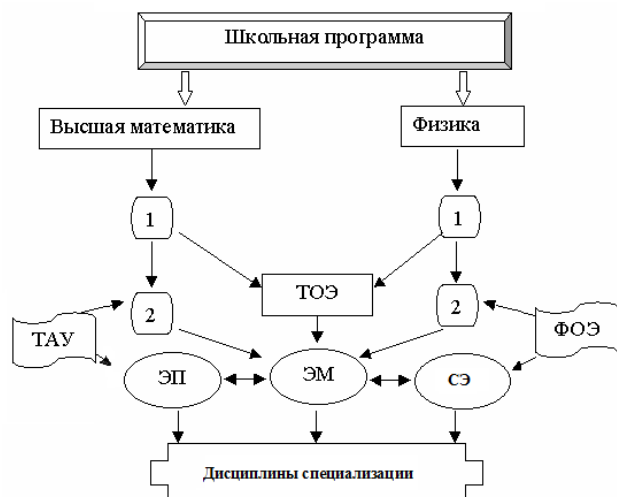 Школьная программа
Высшая математика
Физика
1
1
ТОЭ
2
2
ТАУ
ФОЭ
ЭП
ЭМ
СЭ
Дисциплины специализации